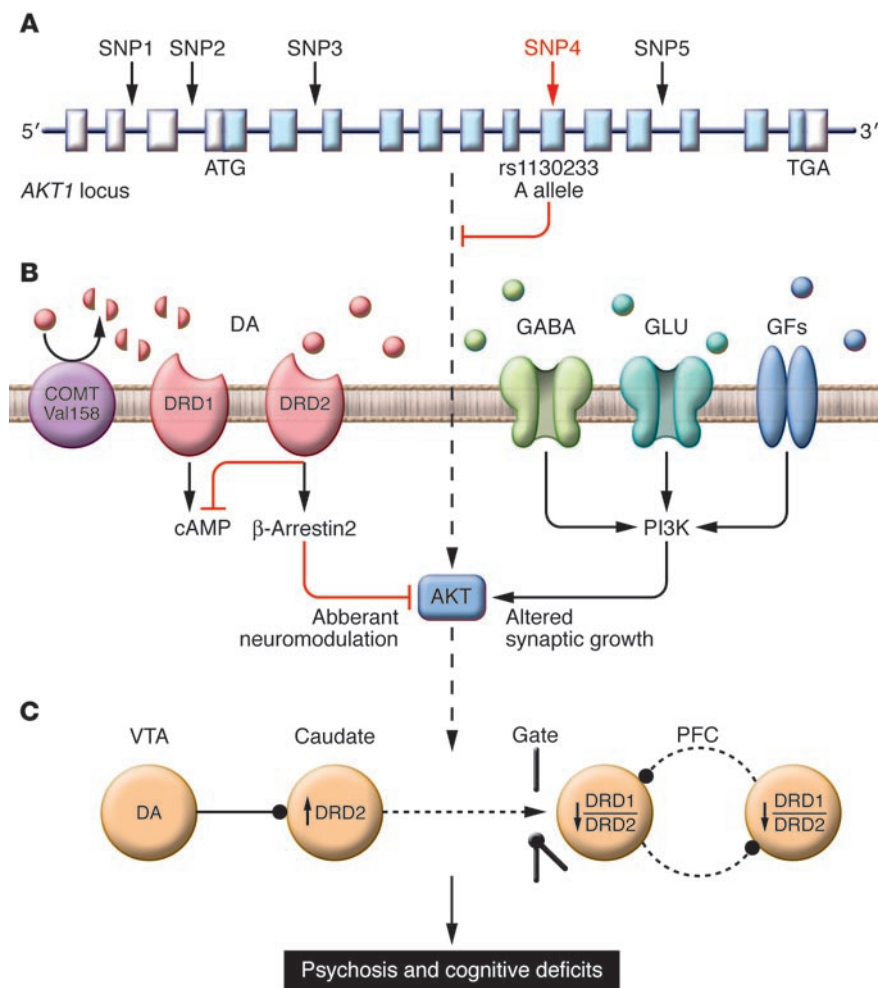 A
SNP1 SNP2 SNP3 SNP4 SNP5
5′ 3′
ATG rs1130233 TGA
AKT1 locus A allele
B
DA GABA GLU GFs
COMT
Val158
DRD1 DRD2
cAMP β-Arrestin2 PI3K
AKT
Abberant
neuromodulation
Altered
synaptic growth
C
VTA Caudate Gate PFC
DA ↑DRD2
↓ DRD1
DRD2
↓ DRD1
DRD2
Psychosis and cognitive deficits